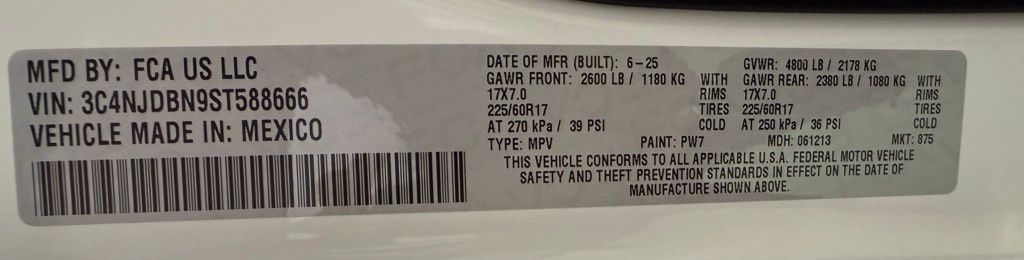 MFD BY: FCA US LLC
VIN: 3C4NJDBN9ST588666
VEHICLE MADE IN: MEXICO
DATE OF MFR (BUILT): 6-25
GAWR FRONT: 2600 LB / 1180 KG WITH
17X7.0 RIMS
225/60R17 TIRES
AT 270 kPa / 39 PSI COLD
TYPE: MPV PAINT: PW7 MDH: 061213 MKT: 875
GVWR: 4800 LB / 2178 KG
GAWR REAR: 2380 LB / 1080 KG WITH
17X7.0 RIMS
225/60R17 TIRES
AT 250 kPa / 36 PSI COLD
THIS VEHICLE CONFORMS TO ALL APPLICABLE U.S.A. FEDERAL MOTOR VEHICLE
SAFETY AND THEFT PREVENTION STANDARDS IN EFFECT ON THE DATE OF
MANUFACTURE SHOWN ABOVE.